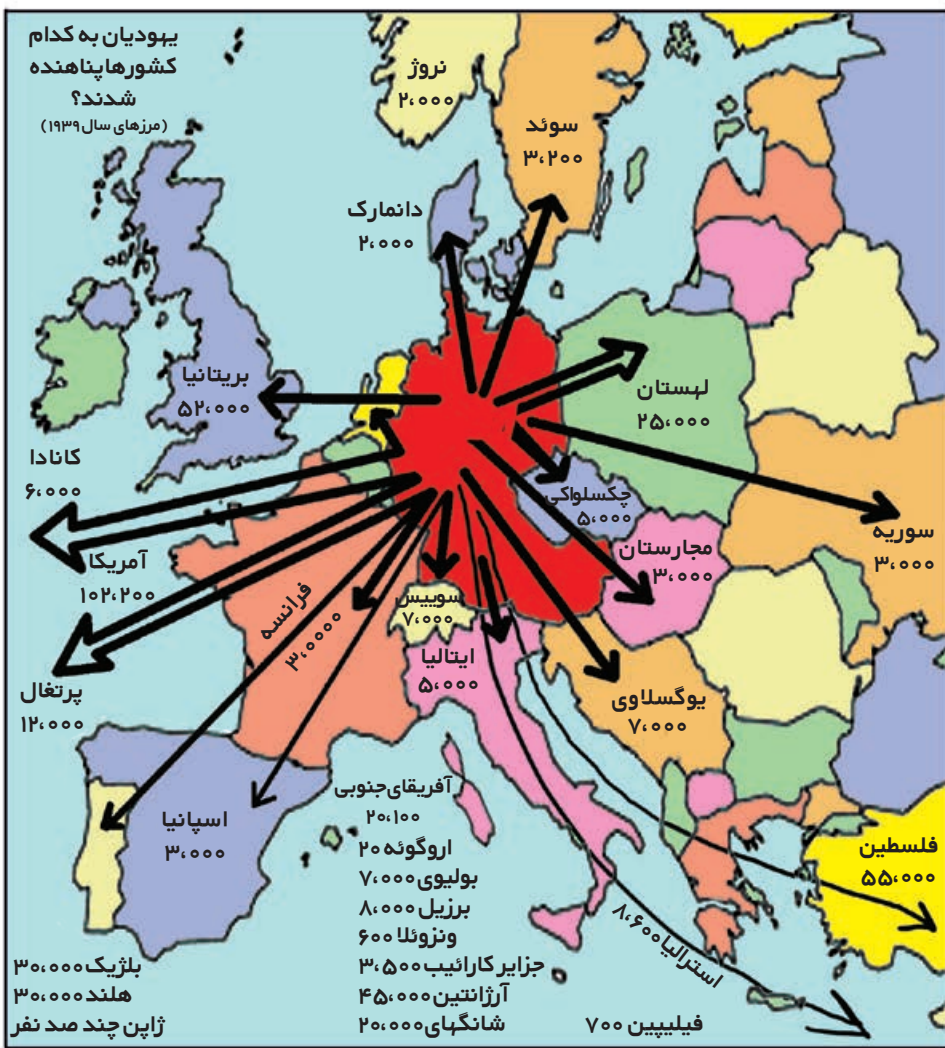 یهودیان به کدام
کشورها پناهنده
شدند؟
(مرزهای سال ۱۹۳۹)
نروژ
۲،۰۰۰
سوئد
۳،۲۰۰
دانمارک
۲،۰۰۰
بریتانیا
۵۲،۰۰۰
لهستان
۲۵،۰۰۰
کانادا
۶،۰۰۰
چکسلواکی
۵،۰۰۰
سوریه
۳،۰۰۰
مجارستان
۳،۰۰۰
آمریکا
۱۰۲،۲۰۰
فرانسه
۳،۰۰۰۰
سوییس
۷،۰۰۰
ایتالیا
۵،۰۰۰
یوگسلاوی
۷،۰۰۰
پرتغال
۱۲،۰۰۰
اسپانیا
۳،۰۰۰
فلسطین
۵۵،۰۰۰
استرالیا ۸،۶۰۰
آفریقای جنوبی
۲۰،۱۰۰
اروگوئه ۲۰
بولیوی ۷،۰۰۰
برزیل ۸،۰۰۰
ونزوئلا ۶۰۰
جزایر کارائیب ۳،۵۰۰
آرژانتین ۴۵،۰۰۰
شانگهای ۲۰،۰۰۰
فیلیپین ۷۰۰
بلژیک ۳۰،۰۰۰
هلند ۳۰،۰۰۰
ژاپن چند صد نفر